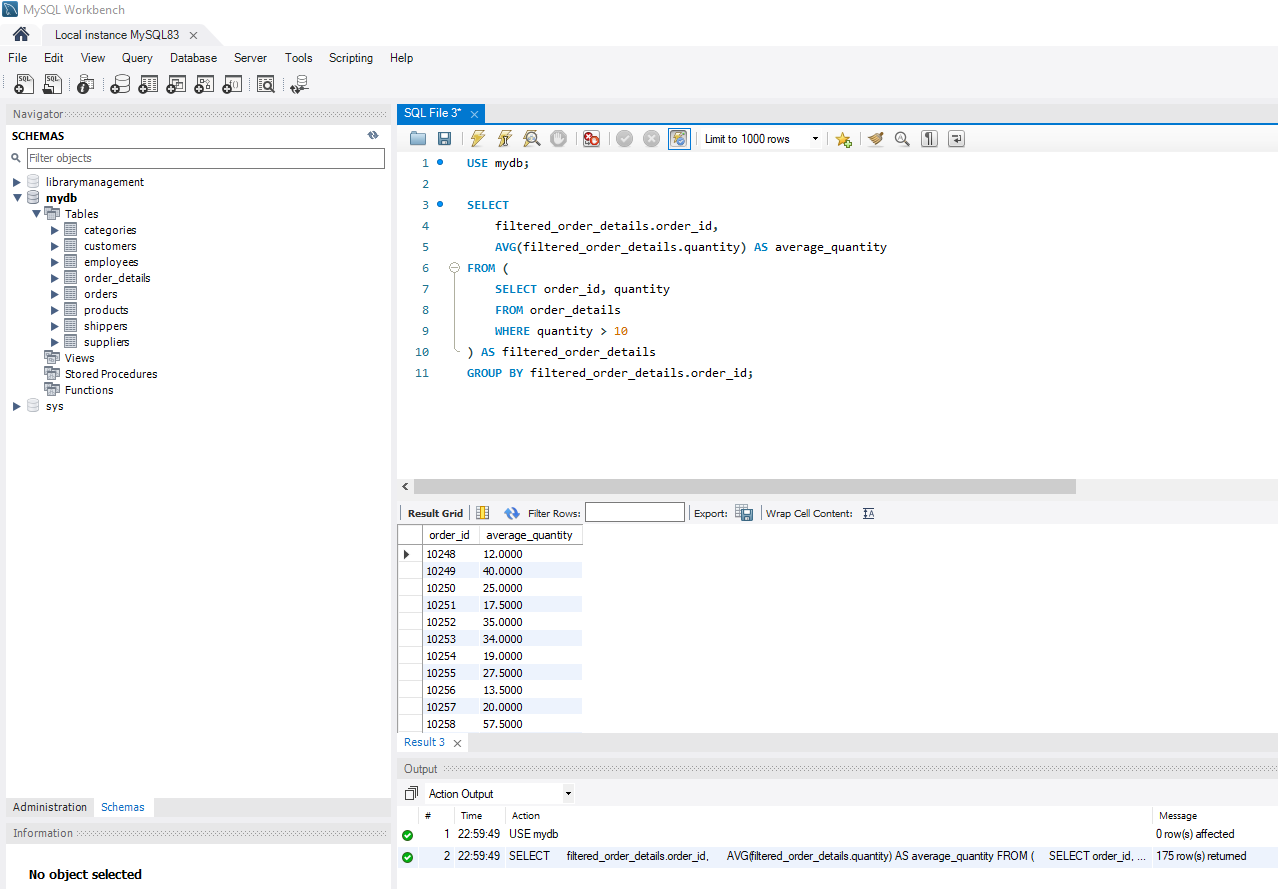 MySQL Workbench
Local instance MySQL83
File Edit View Query Database Server Tools Scripting Help
Navigator
SCHEMAS
Filter objects
librarymanagement
mydb
Tables
categories
customers
employees
order_details
orders
products
shippers
suppliers
Views
Stored Procedures
Functions
sys
Administration Schemas
Information
No object selected
SQL File 3*
Limit to 1000 rows
1 USE mydb;
2
3 SELECT
4 filtered_order_details.order_id,
5 AVG(filtered_order_details.quantity) AS average_quantity
6 FROM (
7 SELECT order_id, quantity
8 FROM order_details
9 WHERE quantity > 10
10 ) AS filtered_order_details
11 GROUP BY filtered_order_details.order_id;
Result Grid Filter Rows: Export: Wrap Cell Content:
order_id average_quantity
10248 12.0000
10249 40.0000
10250 25.0000
10251 17.5000
10252 35.0000
10253 34.0000
10254 19.0000
10255 27.5000
10256 13.5000
10257 20.0000
10258 57.5000
Result 3
Output
Action Output
# Time Action Message
1 22:59:49 USE mydb 0 row(s) affected
2 22:59:49 SELECT filtered_order_details.order_id, AVG(filtered_order_details.quantity) AS average_quantity FROM ( SELECT order_id, ... 175 row(s) returned